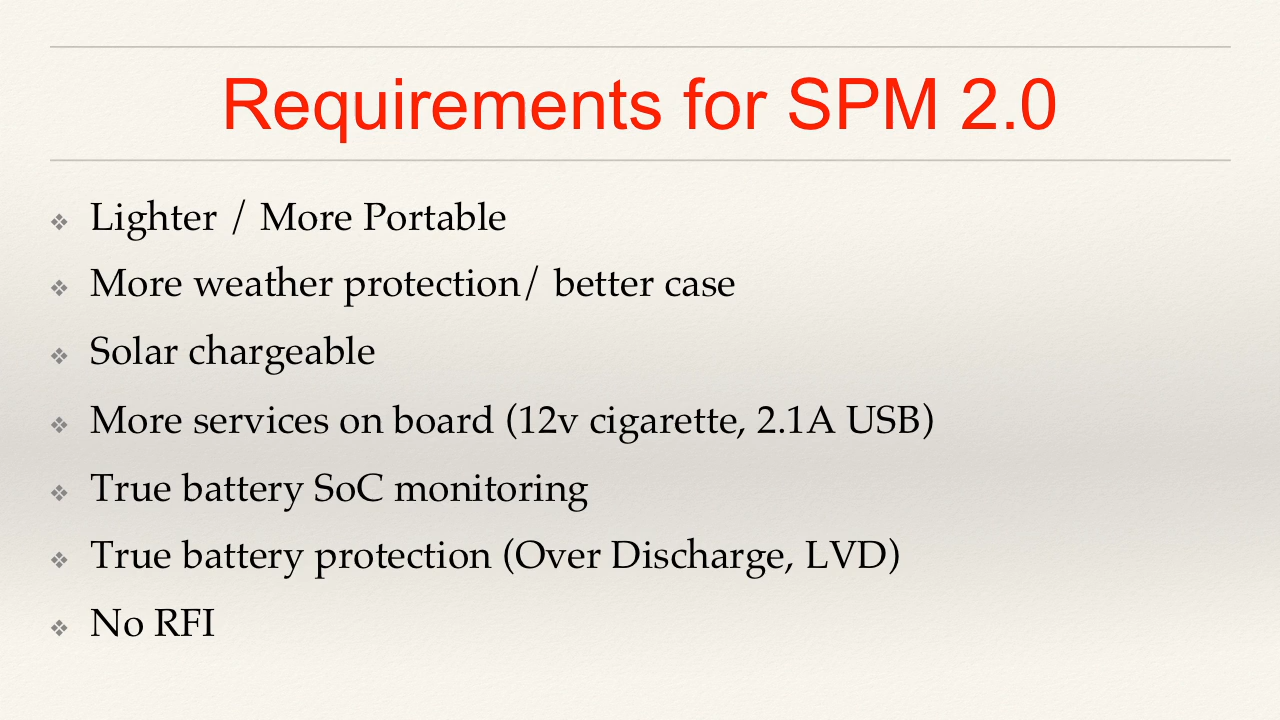 Requirements for SPM 2.0
❖ Lighter / More Portable
❖ More weather protection/ better case
❖ Solar chargeable
❖ More services on board (12v cigarette, 2.1A USB)
❖ True battery SoC monitoring
❖ True battery protection (Over Discharge, LVD)
❖ No RFI